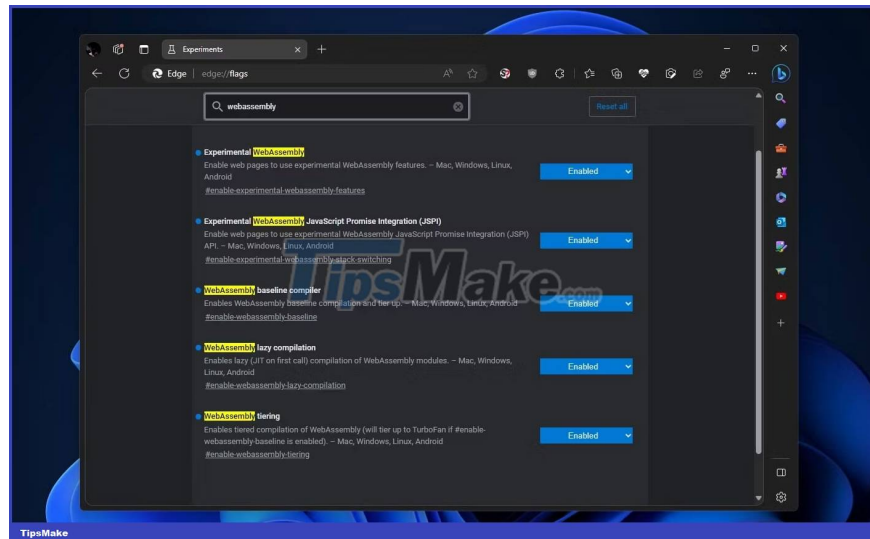 Experiments
Edge
edge://flags
webassembly
Reset all
Experimental WebAssembly
Enable web pages to use experimental WebAssembly features. – Mac, Windows, Linux,
Android
#enable-experimental-webassembly-features
Enabled
Experimental WebAssembly JavaScript Promise Integration (JSPI)
Enable web pages to use experimental WebAssembly JavaScript Promise Integration (JSPI)
API. – Mac, Windows, Linux, Android
#enable-experimental-webassembly-stack-switching
Enabled
TipsMake.com
WebAssembly baseline compiler
Enables WebAssembly baseline compilation and tier up. – Mac, Windows, Linux, Android
#enable-webassembly-baseline
Enabled
WebAssembly lazy compilation
Enables lazy (JIT on first call) compilation of WebAssembly modules. – Mac, Windows,
Linux, Android
#enable-webassembly-lazy-compilation
Enabled
WebAssembly tiering
Enables tiered compilation of WebAssembly (will tier up to TurboFan if #enable-
webassembly-baseline is enabled). – Mac, Windows, Linux, Android
#enable-webassembly-tiering
Enabled
TipsMake